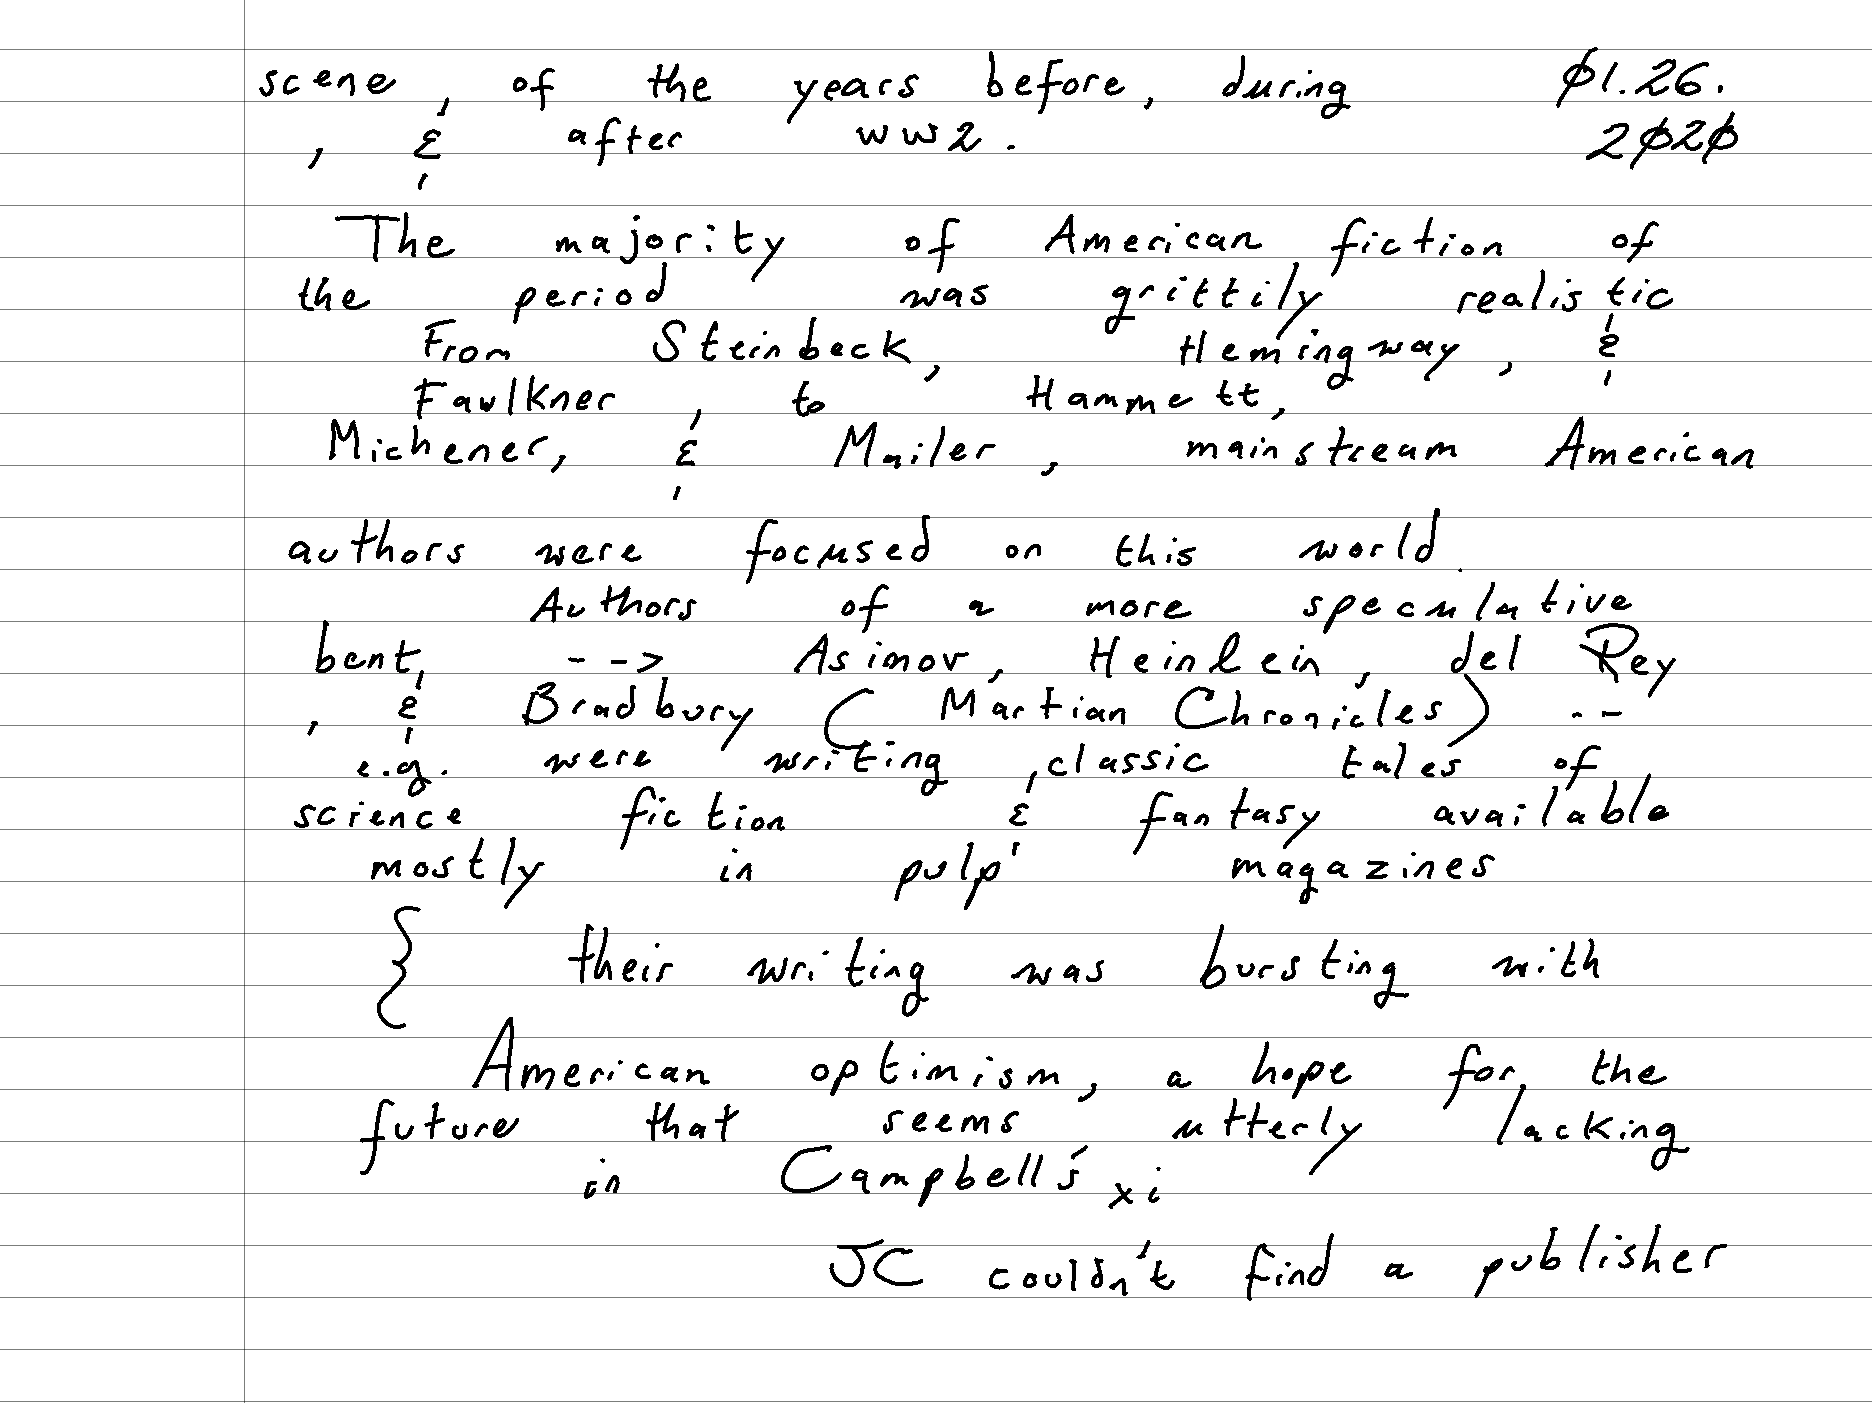 scene, of the years before, during 01.26.
, & after WW2. 2020
The majority of American fiction of
the period was grittily realistic
From Steinbeck, Hemingway, &
Faulkner, to Hammett,
Michener, & Mailer, mainstream American
authors were focused on this world.
Authors of a more speculative
bent, --> Asimov, Heinlein, del Rey
, & Bradbury (Martian Chronicles) --
e.g. were writing classic tales of
science fiction & fantasy available
mostly in pulp magazines
{ their writing was bursting with
American optimism, a hope for the
future that seems utterly lacking
in Campbell's xi
JC couldn't find a publisher